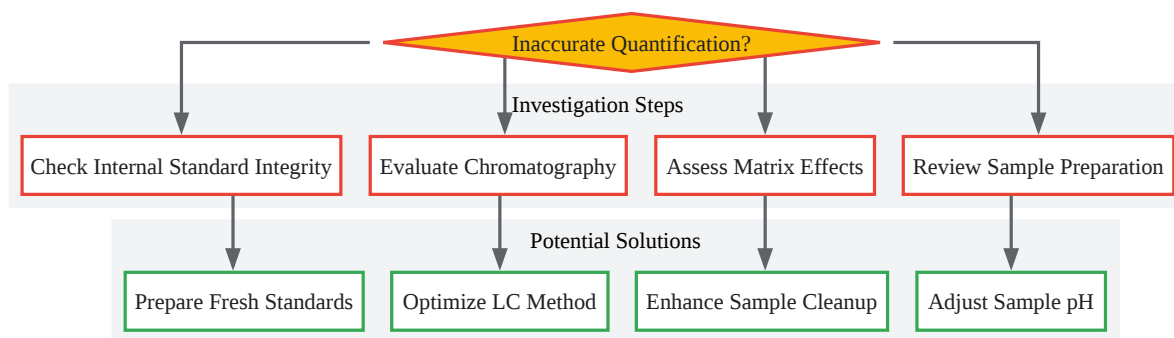 Inaccurate Quantification?
Investigation Steps
Check Internal Standard Integrity
Evaluate Chromatography
Assess Matrix Effects
Review Sample Preparation
Potential Solutions
Prepare Fresh Standards
Optimize LC Method
Enhance Sample Cleanup
Adjust Sample pH